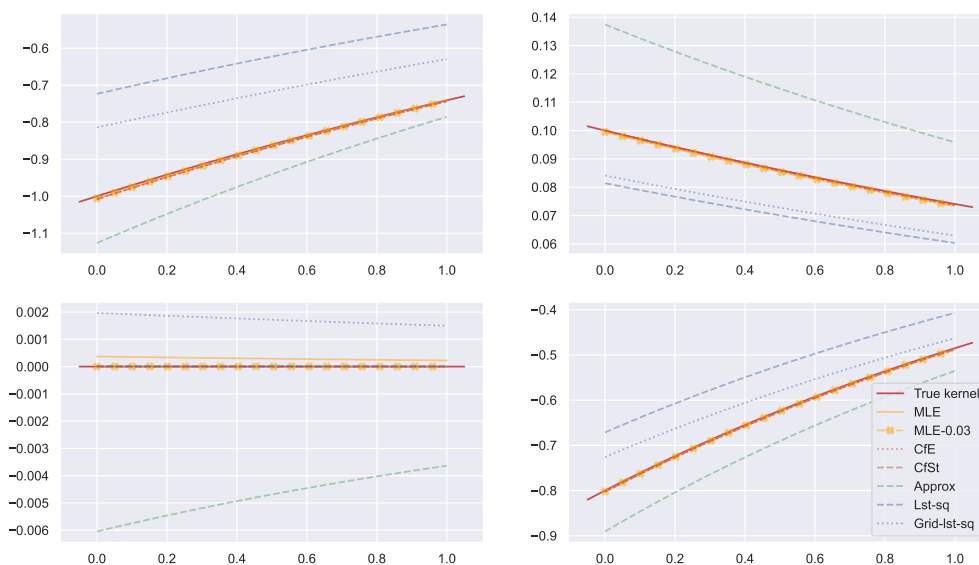 −0.6
−0.7
−0.8
−0.9
−1.0
−1.1
0.0 0.2 0.4 0.6 0.8 1.0
0.14
0.13
0.12
0.11
0.10
0.09
0.08
0.07
0.06
0.0 0.2 0.4 0.6 0.8 1.0
0.002
0.001
0.000
−0.001
−0.002
−0.003
−0.004
−0.005
−0.006
0.0 0.2 0.4 0.6 0.8 1.0
−0.4
−0.5
−0.6
−0.7
−0.8
−0.9
0.0 0.2 0.4 0.6 0.8 1.0
True kernel
MLE
MLE-0.03
CfE
CfSt
Approx
Lst-sq
Grid-lst-sq